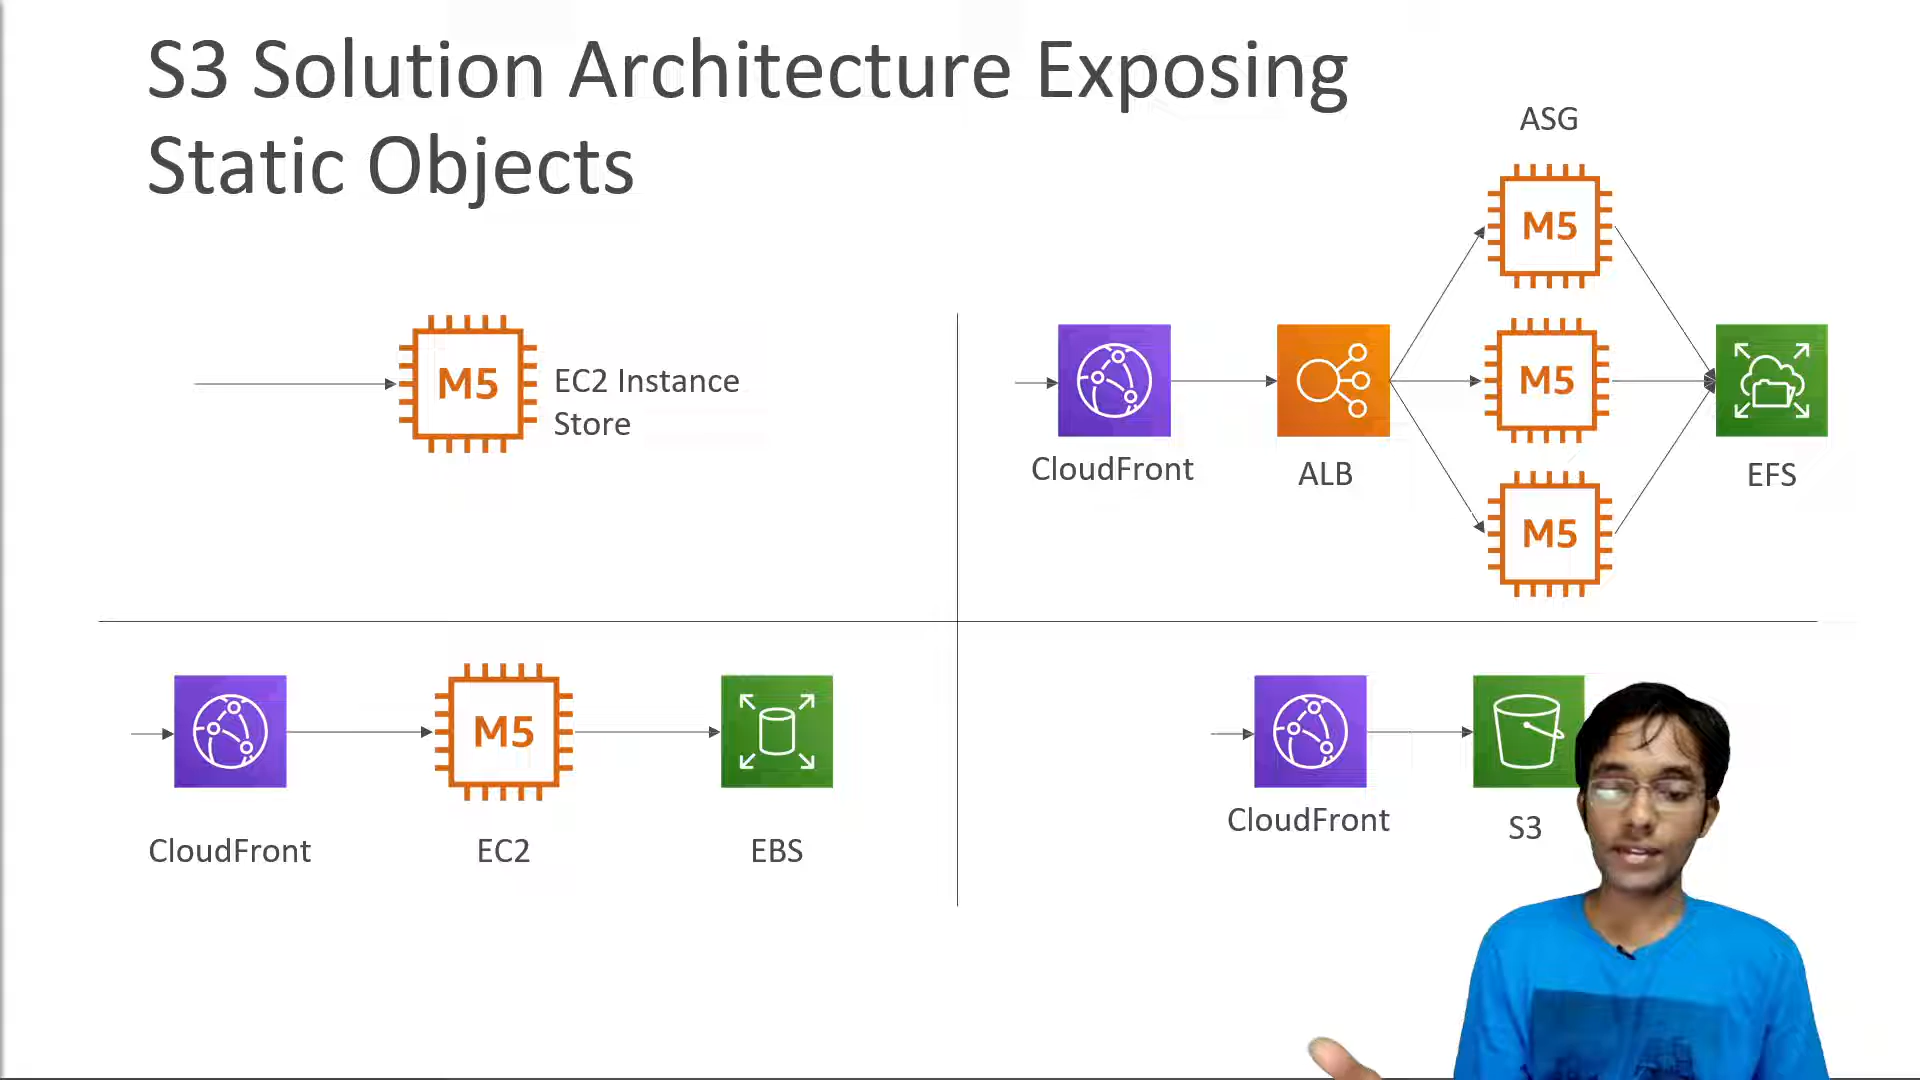 S3 Solution Architecture Exposing
Static Objects
ASG
M5
M5
EC2 Instance
Store
M5
CloudFront
ALB
EFS
M5
M5
CloudFront
EC2
EBS
CloudFront
S3